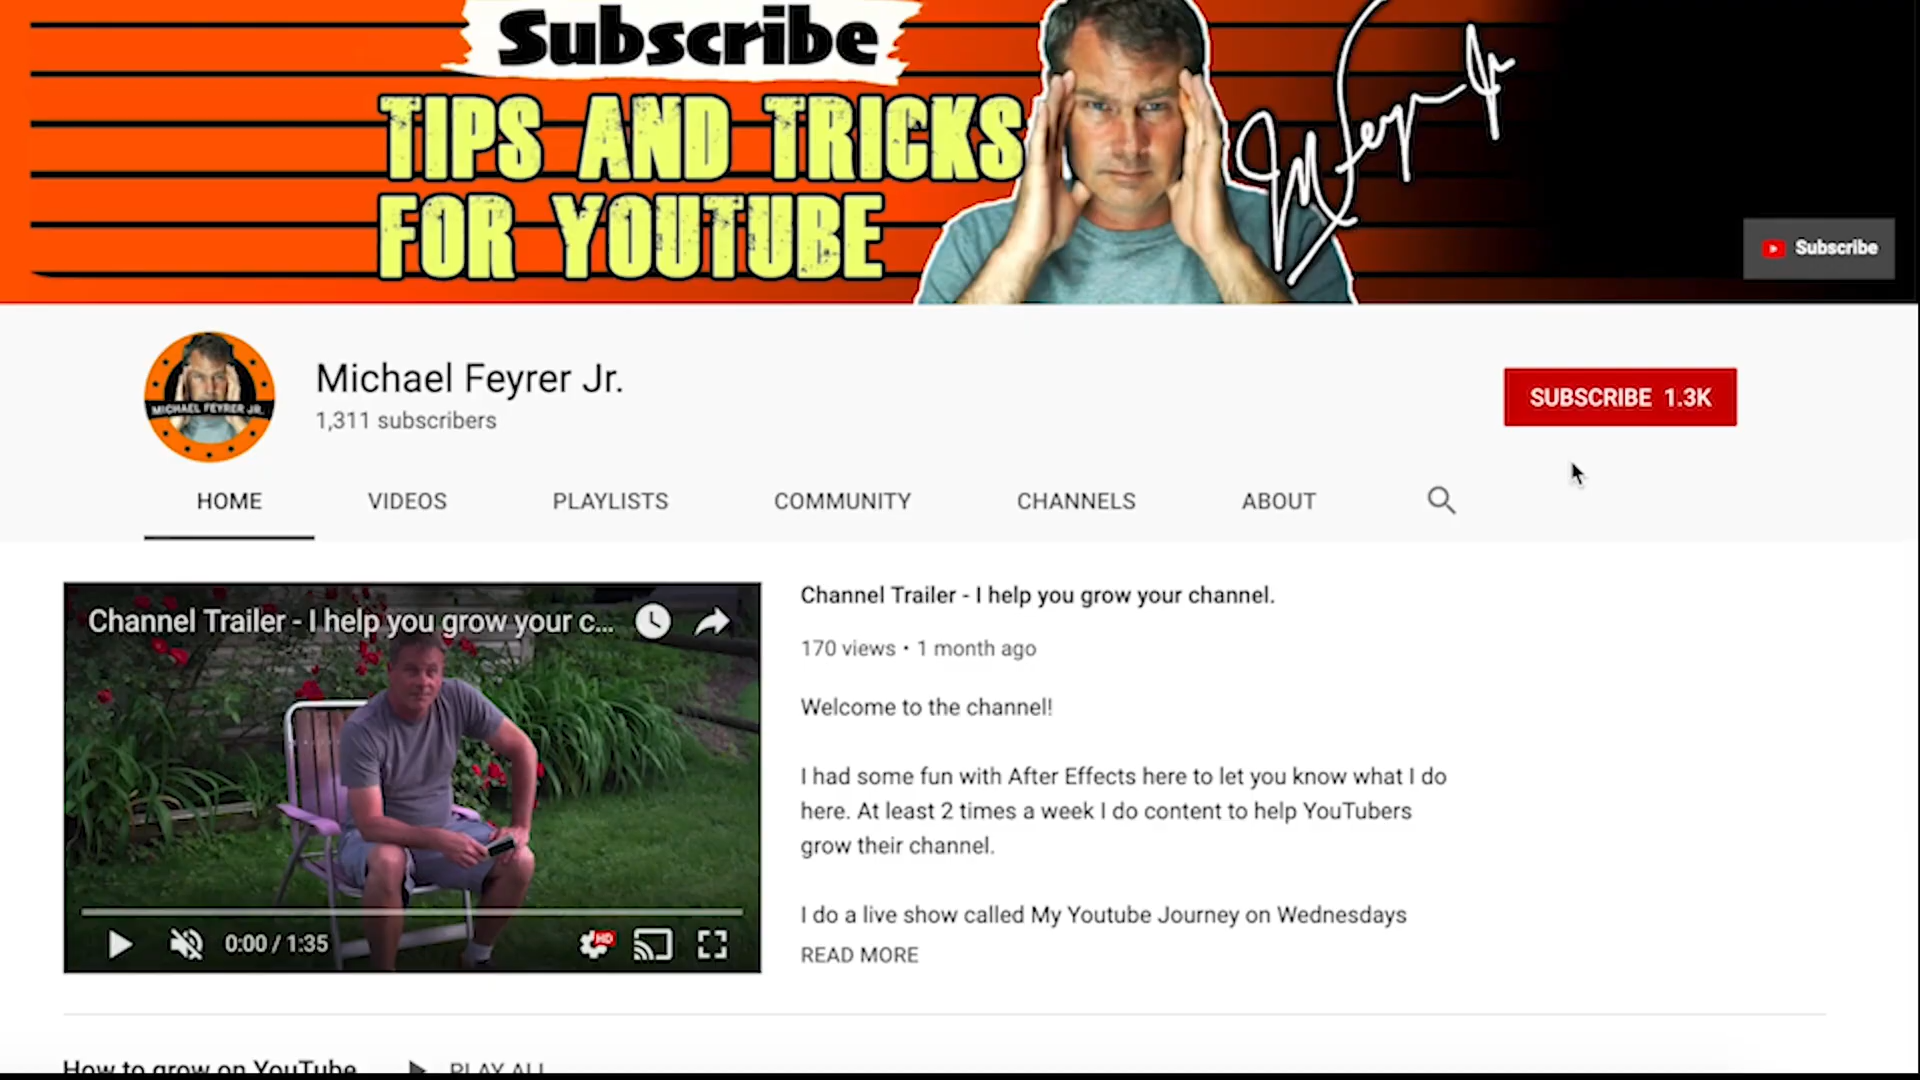 Subscribe
TIPS AND TRICKS
FOR YOUTUBE
MFeyrer Jr
Subscribe
MICHAEL FEYRER JR.
Michael Feyrer Jr.
1,311 subscribers
SUBSCRIBE 1.3K
HOME VIDEOS PLAYLISTS COMMUNITY CHANNELS ABOUT
Channel Trailer - I help you grow your c...
0:00 / 1:35
HD
Channel Trailer - I help you grow your channel.
170 views • 1 month ago
Welcome to the channel!
I had some fun with After Effects here to let you know what I do
here. At least 2 times a week I do content to help YouTubers
grow their channel.
I do a live show called My Youtube Journey on Wednesdays
READ MORE
How to grow on YouTube PLAY ALL